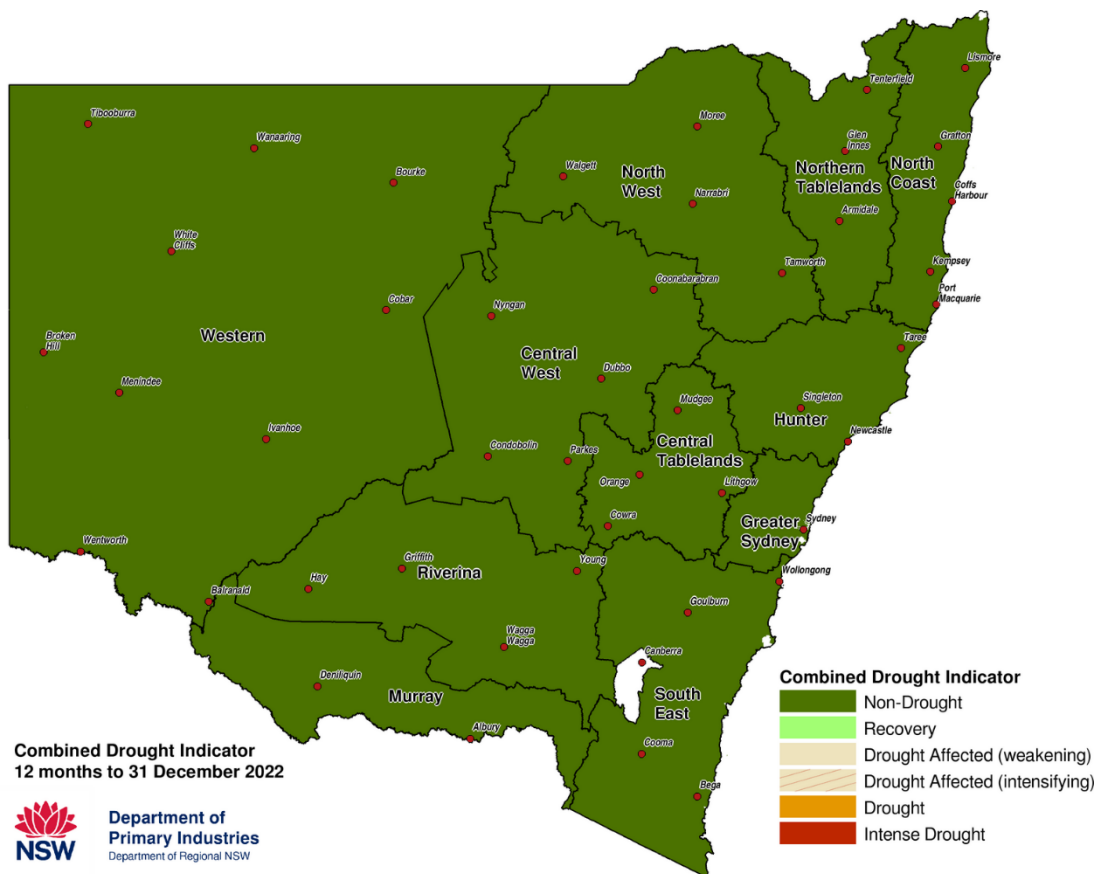 Lismore
Tenterfield
Tibooburra
Moree
Wanaaring
Glen
Innes
Grafton
Bourke
Walgett
North
West
Northern
Tablelands
North
Coast
Coffs
Harbour
Narrabri
Armidale
White
Cliffs
Kempsey
Tamworth
Coonabarabran
Port
Macquarie
Cobar
Nyngan
Western
Broken
Hill
Taree
Central
West
Dubbo
Menindee
Mudgee
Singleton
Hunter
Newcastle
Ivanhoe
Central
Tablelands
Condobolin
Parkes
Orange
Lithgow
Cowra
Greater
Sydney
Sydney
Wentworth
Griffith
Riverina
Young
Wollongong
Hay
Balranald
Goulburn
Wagga
Wagga
Canberra
Deniliquin
Murray
South
East
Albury
Cooma
Bega
Combined Drought Indicator
12 months to 31 December 2022
NSW
Department of
Primary Industries
Department of Regional NSW
Combined Drought Indicator
Non-Drought
Recovery
Drought Affected (weakening)
Drought Affected (intensifying)
Drought
Intense Drought